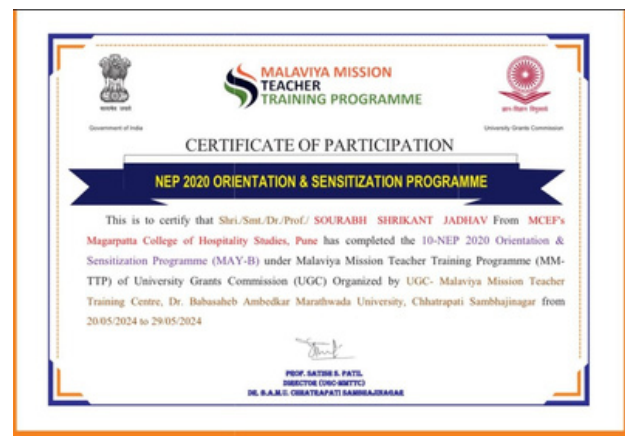 MALAVIYA MISSION
TEACHER
TRAINING PROGRAMME
सत्यमेव जयते
Government of India
ज्ञान-विज्ञान विमुक्तये
University Grants Commission
CERTIFICATE OF PARTICIPATION
NEP 2020 ORIENTATION & SENSITIZATION PROGRAMME
This is to certify that Shri./Smt./Dr./Prof./ SOURABH SHRIKANT JADHAV From MCEF's
Magarpatta College of Hospitality Studies, Pune has completed the 10-NEP 2020 Orientation &
Sensitization Programme (MAY-B) under Malaviya Mission Teacher Training Programme (MM-
TTP) of University Grants Commission (UGC) Organized by UGC- Malaviya Mission Teacher
Training Centre, Dr. Babasaheb Ambedkar Marathwada University, Chhatrapati Sambhajinagar from
20/05/2024 to 29/05/2024
PROF. SATISH S. PATIL
DIRECTOR (UGC-MMTTC)
DR. B.A.M.U. CHHATRAPATI SAMBHAJINAGAR